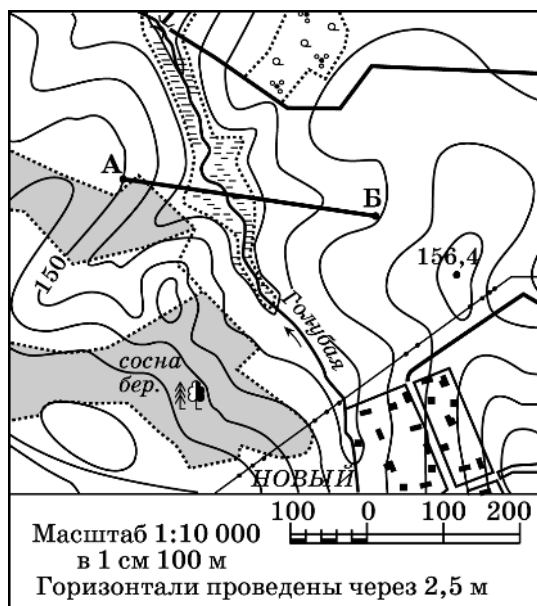 А
Б
150
156,4
Голубая
сосна
бер.
НОВЫЙ
Масштаб 1:10 000
в 1 см 100 м
100 0 100 200
Горизонтали проведены через 2,5 м